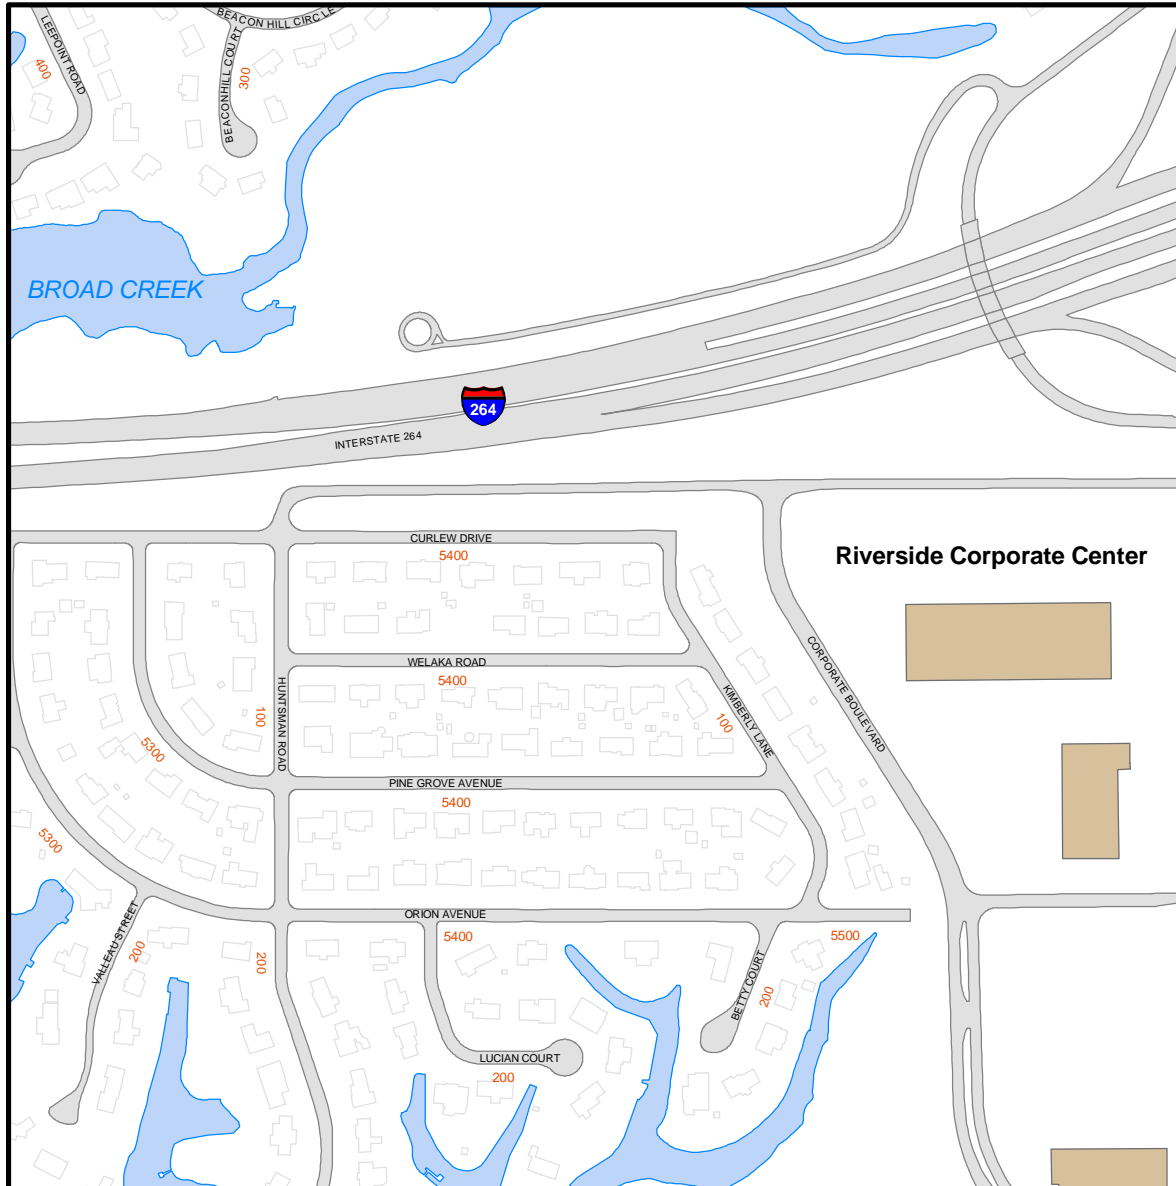 BEACON HILL CIRCLE
LEEPOINT ROAD
400
BEACONHILL COURT
300
BROAD CREEK
264
INTERSTATE 264
CURLEW DRIVE
5400
Riverside Corporate Center
WELAKA ROAD
5400
HUNTSMAN ROAD
100
KIMBERLY LANE
100
CORPORATE BOULEVARD
5300
PINE GROVE AVENUE
5400
5300
ORION AVENUE
5400
5500
VALLEAU STREET
200
200
BETTY COURT
200
LUCIAN COURT
200